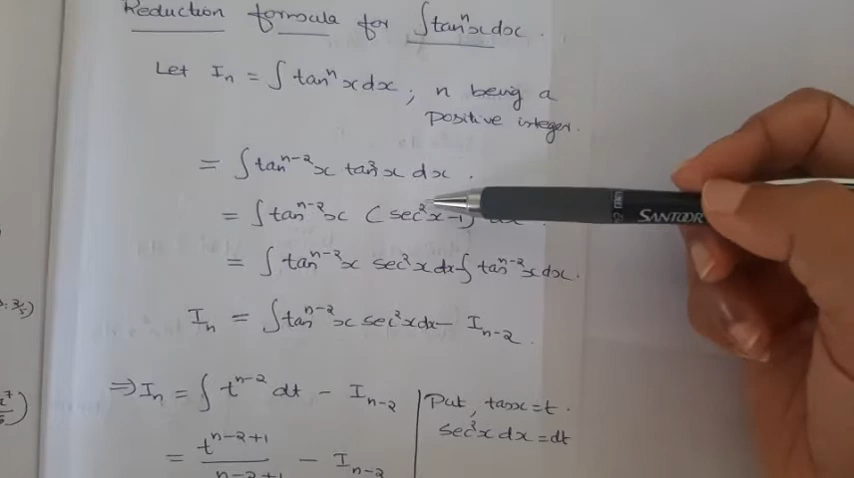 Reduction formula for ∫tanⁿx dx.
Let Iₙ = ∫ tanⁿ x dx ; n being a
positive integer.
= ∫ tanⁿ⁻²x tan²x dx .
= ∫ tanⁿ⁻²x ( sec²x -1)
SANTOOR
= ∫ tanⁿ⁻²x sec²x dx - ∫ tanⁿ⁻²x dx.
Iₙ = ∫tanⁿ⁻²x sec²x dx - Iₙ₋₂ .
⇒ Iₙ = ∫ tⁿ⁻² dt - Iₙ₋₂
Put, tanx = t .
sec²x dx = dt
= tⁿ⁻²⁺¹/n-2+1 - Iₙ₋₂